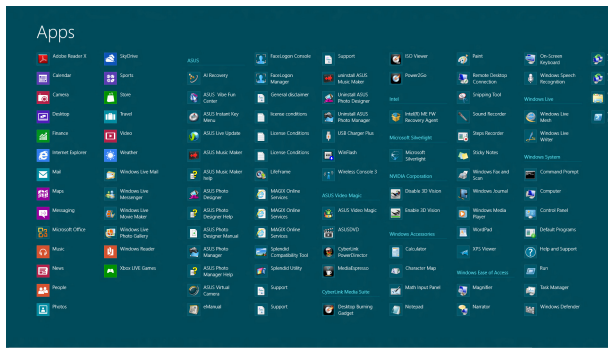 Apps
Adobe Reader X
Calendar
Camera
Desktop
Finance
Internet Explorer
Mail
Maps
Messaging
Microsoft Office
Music
News
People
Photos
SkyDrive
Sports
Store
Travel
Video
Weather
Windows Live Mail
Windows Live
Messenger
Windows Live
Movie Maker
Windows Live
Photo Gallery
Windows Reader
Xbox LIVE Games
ASUS
AI Recovery
ASUS Vibe Fun
Center
ASUS Instant Key
Menu
ASUS Live Update
ASUS Music Maker
ASUS Music Maker
help
ASUS Photo
Designer
ASUS Photo
Designer Help
ASUS Photo
Designer Manual
ASUS Photo
Manager
ASUS Photo
Manager Help
ASUS Virtual
Camera
eManual
FaceLogon Console
FaceLogon
Manager
General disclaimer
license conditions
License Conditions
License Conditions
LifeFrame
MAGIX Online
Services
MAGIX Online
Services
MAGIX Online
Services
Splendid
Compatibility Tool
Splendid Utility
Support
Support
Support
uninstall ASUS
Music Maker
Uninstall ASUS
Photo Designer
Uninstall ASUS
Photo Manager
USB Charger Plus
WinFlash
Wireless Console 3
ASUS Video Magic
ASUS Video Magic
ASUSDVD
CyberLink
PowerDirector
MediaEspresso
CyberLink Media Suite
Desktop Burning
Gadget
ISO Viewer
Power2Go
Intel
Intel(R) ME FW
Recovery Agent
Microsoft Silverlight
Microsoft
Silverlight
NVIDIA Corporation
Disable 3D Vision
Enable 3D Vision
Windows Accessories
Calculator
Character Map
Math Input Panel
Notepad
Paint
Remote Desktop
Connection
Snipping Tool
Sound Recorder
Steps Recorder
Sticky Notes
Windows Fax and
Scan
Windows Journal
Windows Media
Player
WordPad
XPS Viewer
Windows Ease of Access
Magnifier
Narrator
On-Screen
Keyboard
Windows Speech
Recognition
Windows Live
Windows Live
Mesh
Windows Live
Writer
Windows System
Command Prompt
Computer
Control Panel
Default Programs
Help and Support
Run
Task Manager
Windows Defender